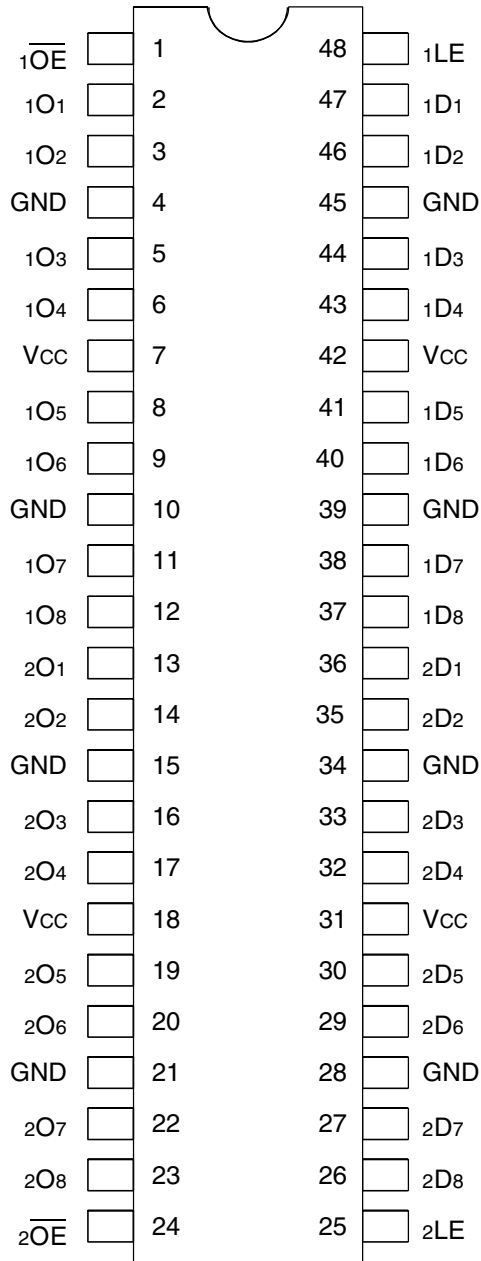 1O̅E̅ 1 48 1LE
1O1 2 47 1D1
1O2 3 46 1D2
GND 4 45 GND
1O3 5 44 1D3
1O4 6 43 1D4
VCC 7 42 VCC
1O5 8 41 1D5
1O6 9 40 1D6
GND 10 39 GND
1O7 11 38 1D7
1O8 12 37 1D8
2O1 13 36 2D1
2O2 14 35 2D2
GND 15 34 GND
2O3 16 33 2D3
2O4 17 32 2D4
VCC 18 31 VCC
2O5 19 30 2D5
2O6 20 29 2D6
GND 21 28 GND
2O7 22 27 2D7
2O8 23 26 2D8
2O̅E̅ 24 25 2LE